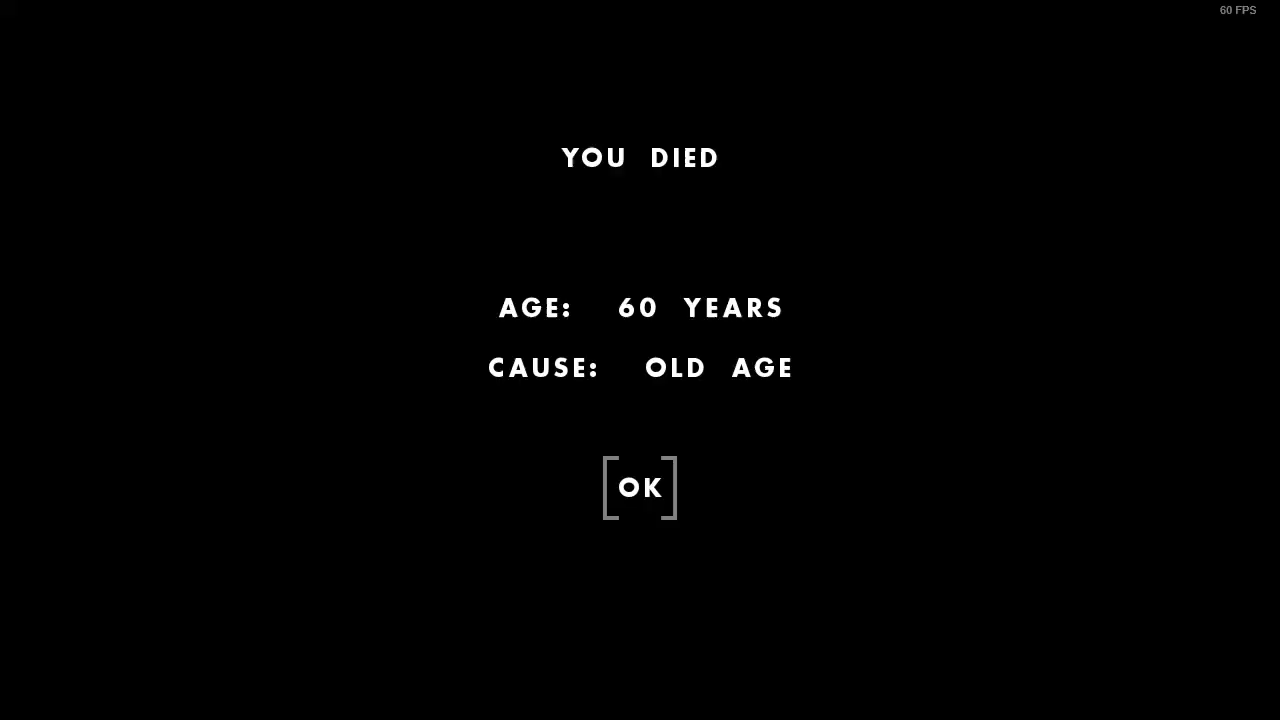 60 FPS
YOU DIED
AGE: 60 YEARS
CAUSE: OLD AGE
[OK]